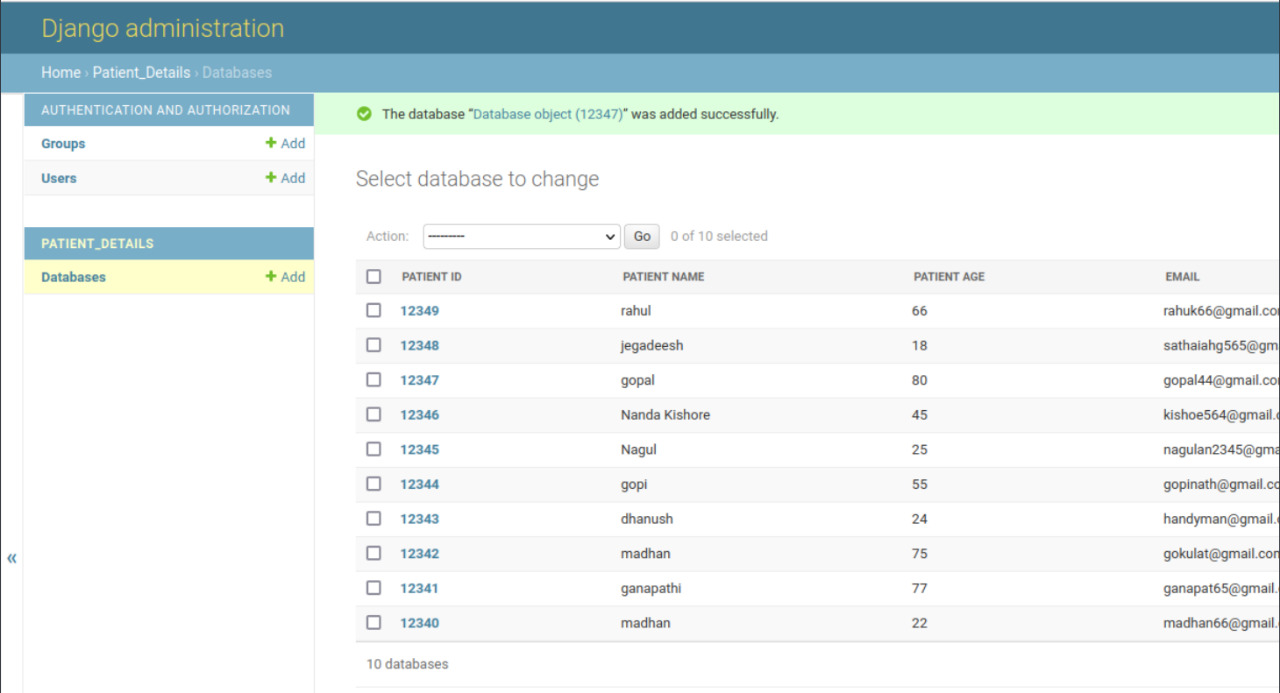 Django administration
Home › Patient_Details › Databases
AUTHENTICATION AND AUTHORIZATION
Groups + Add
Users + Add
PATIENT_DETAILS
Databases + Add
«
The database “Database object (12347)” was added successfully.
Select database to change
Action: --------- Go 0 of 10 selected
PATIENT ID PATIENT NAME PATIENT AGE EMAIL
12349 rahul 66 rahuk66@gmail.co
12348 jegadeesh 18 sathaiahg565@gm
12347 gopal 80 gopal44@gmail.co
12346 Nanda Kishore 45 kishoe564@gmail.
12345 Nagul 25 nagulan2345@gma
12344 gopi 55 gopinath@gmail.co
12343 dhanush 24 handyman@gmail.
12342 madhan 75 gokulat@gmail.com
12341 ganapathi 77 ganapat65@gmail.
12340 madhan 22 madhan66@gmail.
10 databases